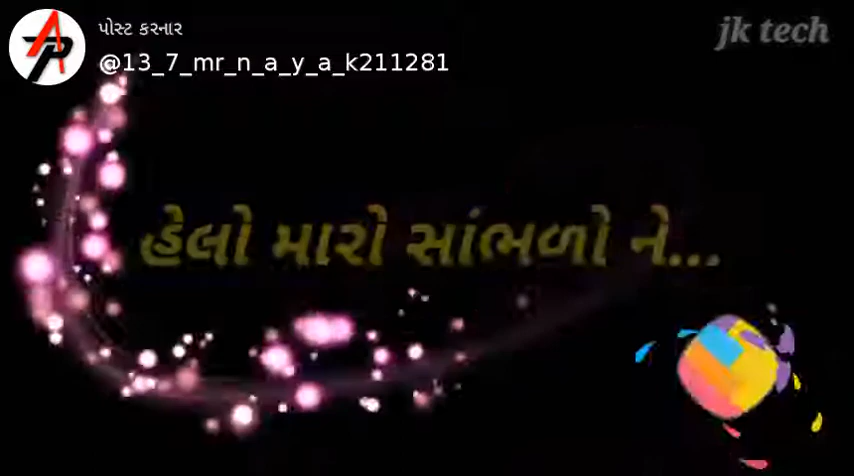 પોસ્ટ કરનાર
@13_7_mr_n_a_y_a_k211281
jk tech
હેલો મારો સાંભળો ને...